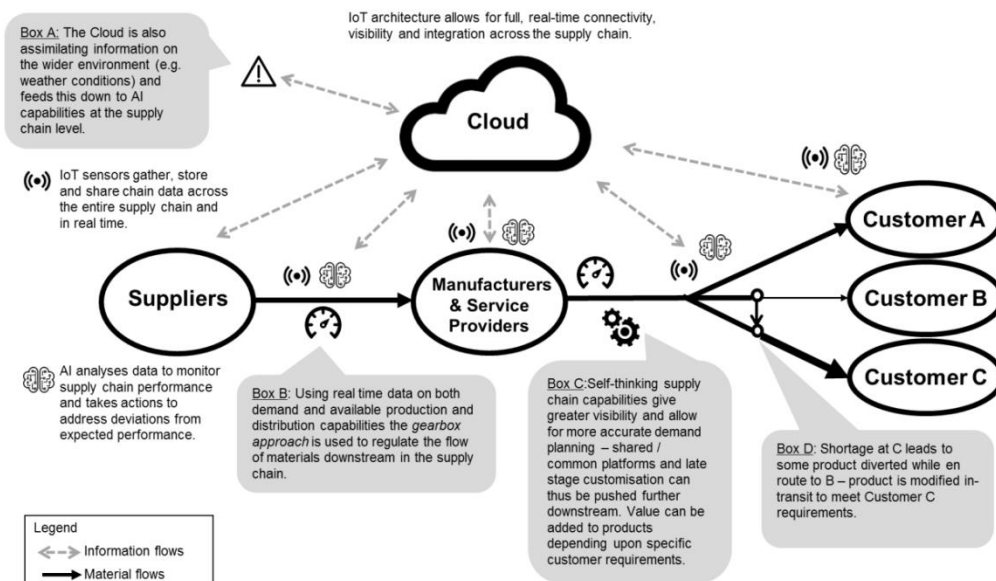 IoT architecture allows for full, real-time connectivity,
visibility and integration across the supply chain.
Box A: The Cloud is also
assimilating information on
the wider environment (e.g.
weather conditions) and
feeds this down to AI
capabilities at the supply
chain level.
Cloud
IoT sensors gather, store
and share chain data across
the entire supply chain and
in real time.
Suppliers
Manufacturers
& Service
Providers
Customer A
Customer B
Customer C
AI analyses data to monitor
supply chain performance
and takes actions to
address deviations from
expected performance.
Box B: Using real time data on both
demand and available production and
distribution capabilities the gearbox
approach is used to regulate the flow
of materials downstream in the supply
chain.
Box C:Self-thinking supply
chain capabilities give
greater visibility and allow
for more accurate demand
planning – shared /
common platforms and late
stage customisation can
thus be pushed further
downstream. Value can be
added to products
depending upon specific
customer requirements.
Box D: Shortage at C leads to
some product diverted while en
route to B – product is modified in-
transit to meet Customer C
requirements.
Legend
Information flows
Material flows